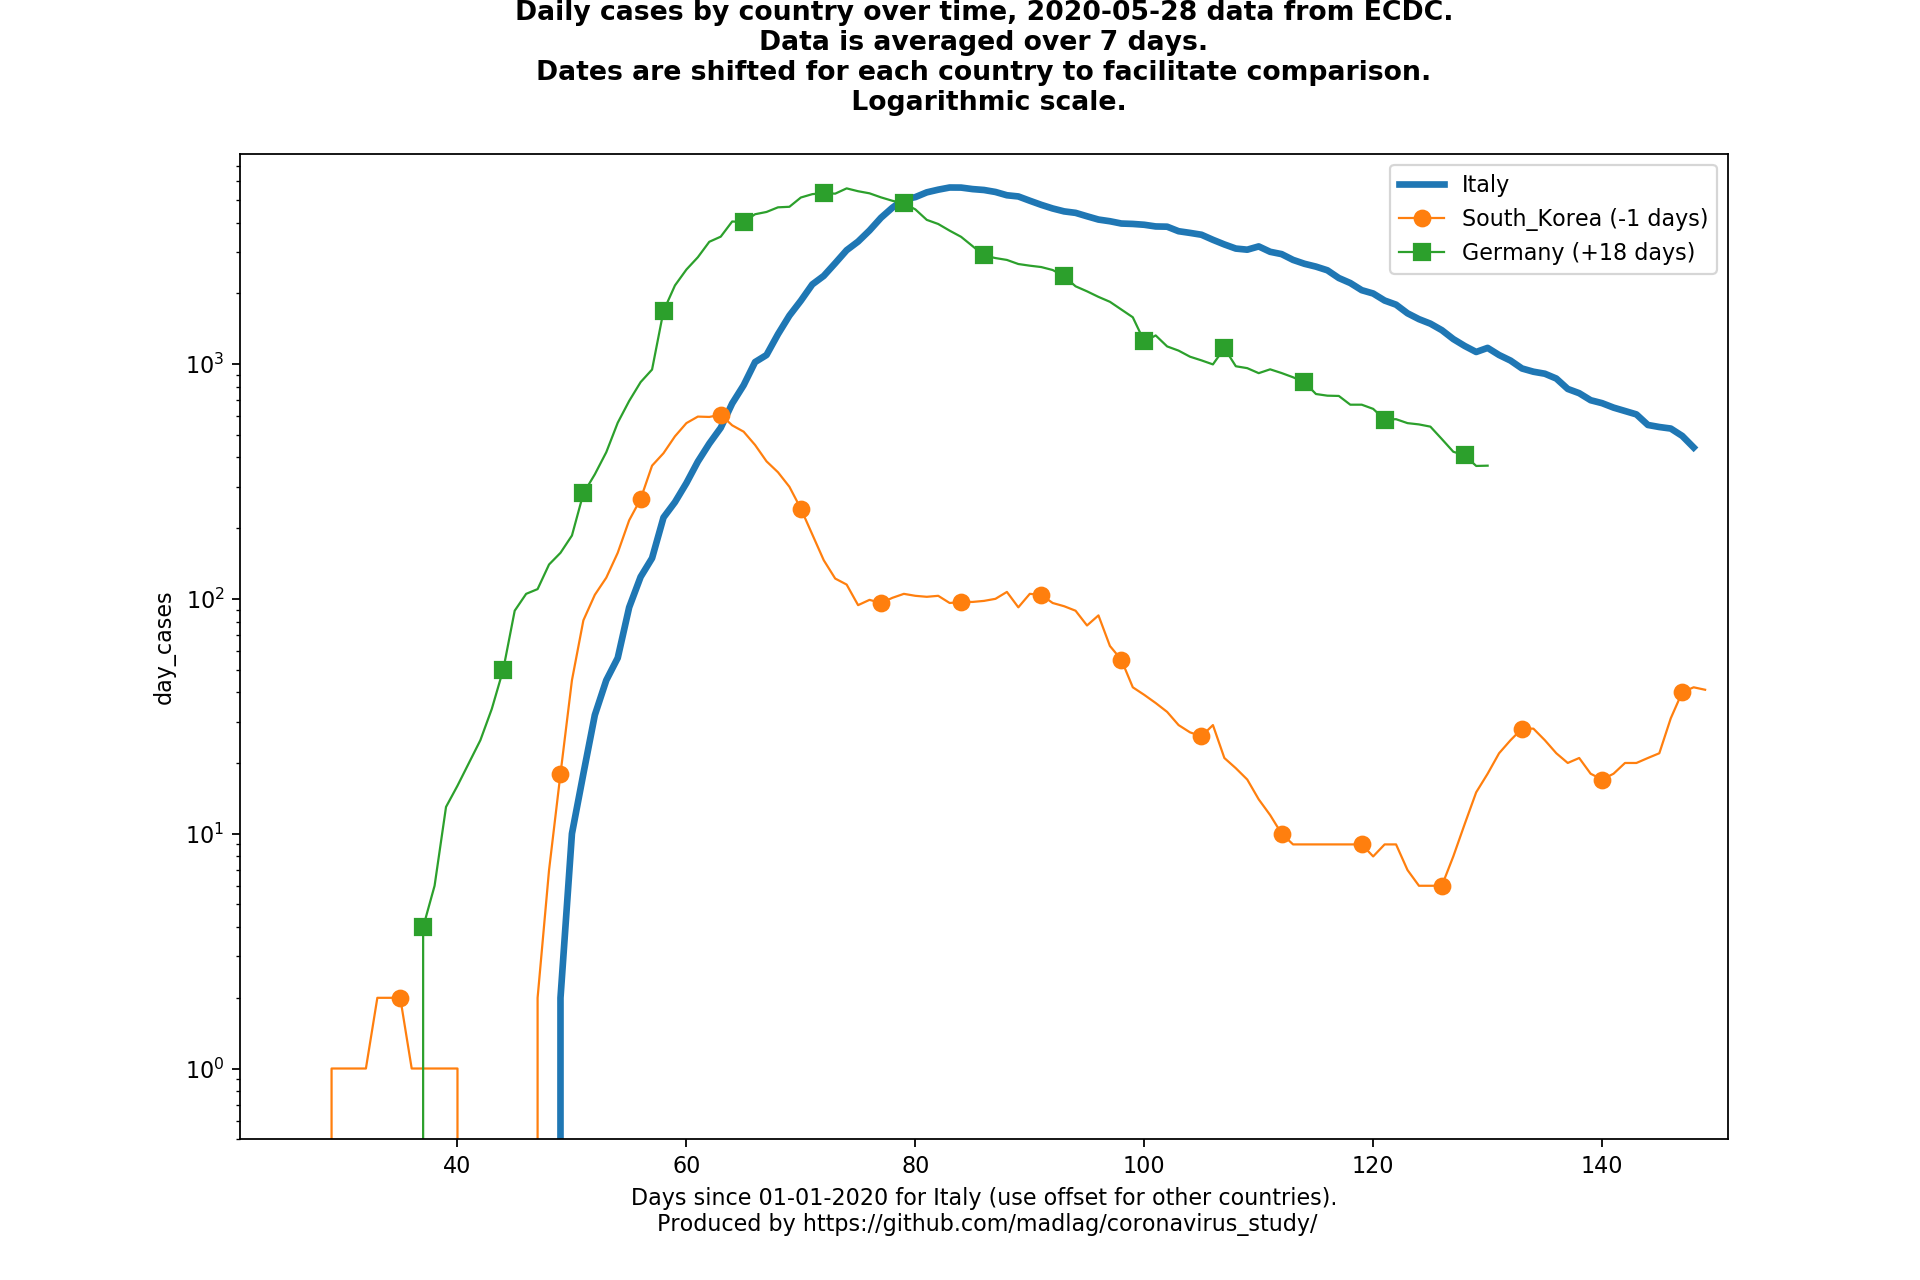 Daily cases by country over time, 2020-05-28 data from ECDC.
Data is averaged over 7 days.
Dates are shifted for each country to facilitate comparison.
Logarithmic scale.
Italy
South_Korea (-1 days)
Germany (+18 days)
10³
10²
10¹
10⁰
day_cases
40 60 80 100 120 140
Days since 01-01-2020 for Italy (use offset for other countries).
Produced by https://github.com/madlag/coronavirus_study/